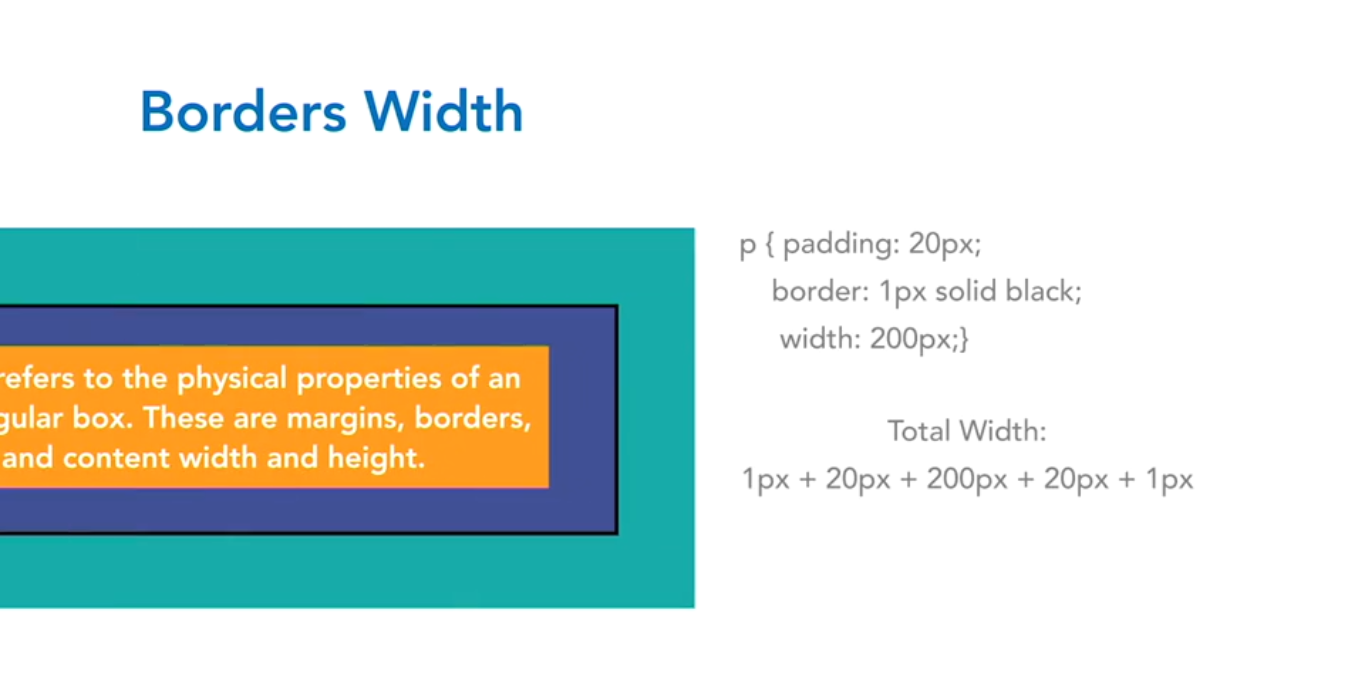 Borders Width
p { padding: 20px;
border: 1px solid black;
width: 200px;}
refers to the physical properties of an
gular box. These are margins, borders,
and content width and height.
Total Width:
1px + 20px + 200px + 20px + 1px